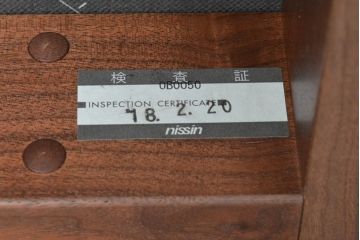 検査証
0B0050
INSPECTION CERTIFICATE
'18. 2. 20
nissin